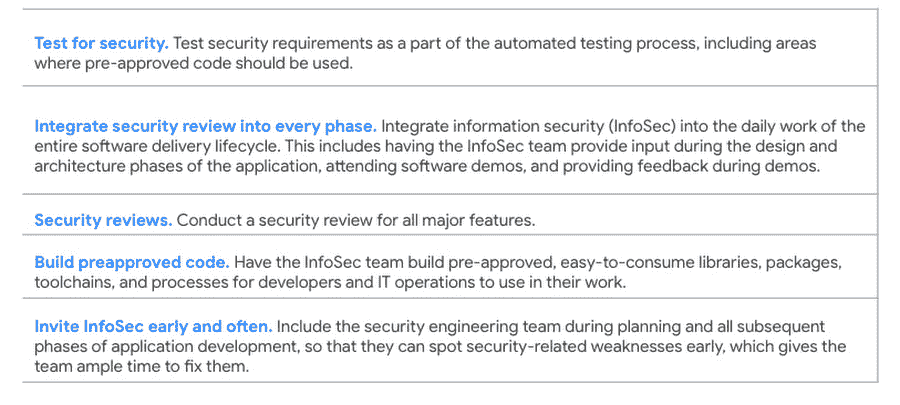 Test for security. Test security requirements as a part of the automated testing process, including areas
where pre-approved code should be used.
Integrate security review into every phase. Integrate information security (InfoSec) into the daily work of the
entire software delivery lifecycle. This includes having the InfoSec team provide input during the design and
architecture phases of the application, attending software demos, and providing feedback during demos.
Security reviews. Conduct a security review for all major features.
Build preapproved code. Have the InfoSec team build pre-approved, easy-to-consume libraries, packages,
toolchains, and processes for developers and IT operations to use in their work.
Invite InfoSec early and often. Include the security engineering team during planning and all subsequent
phases of application development, so that they can spot security-related weaknesses early, which gives the
team ample time to fix them.